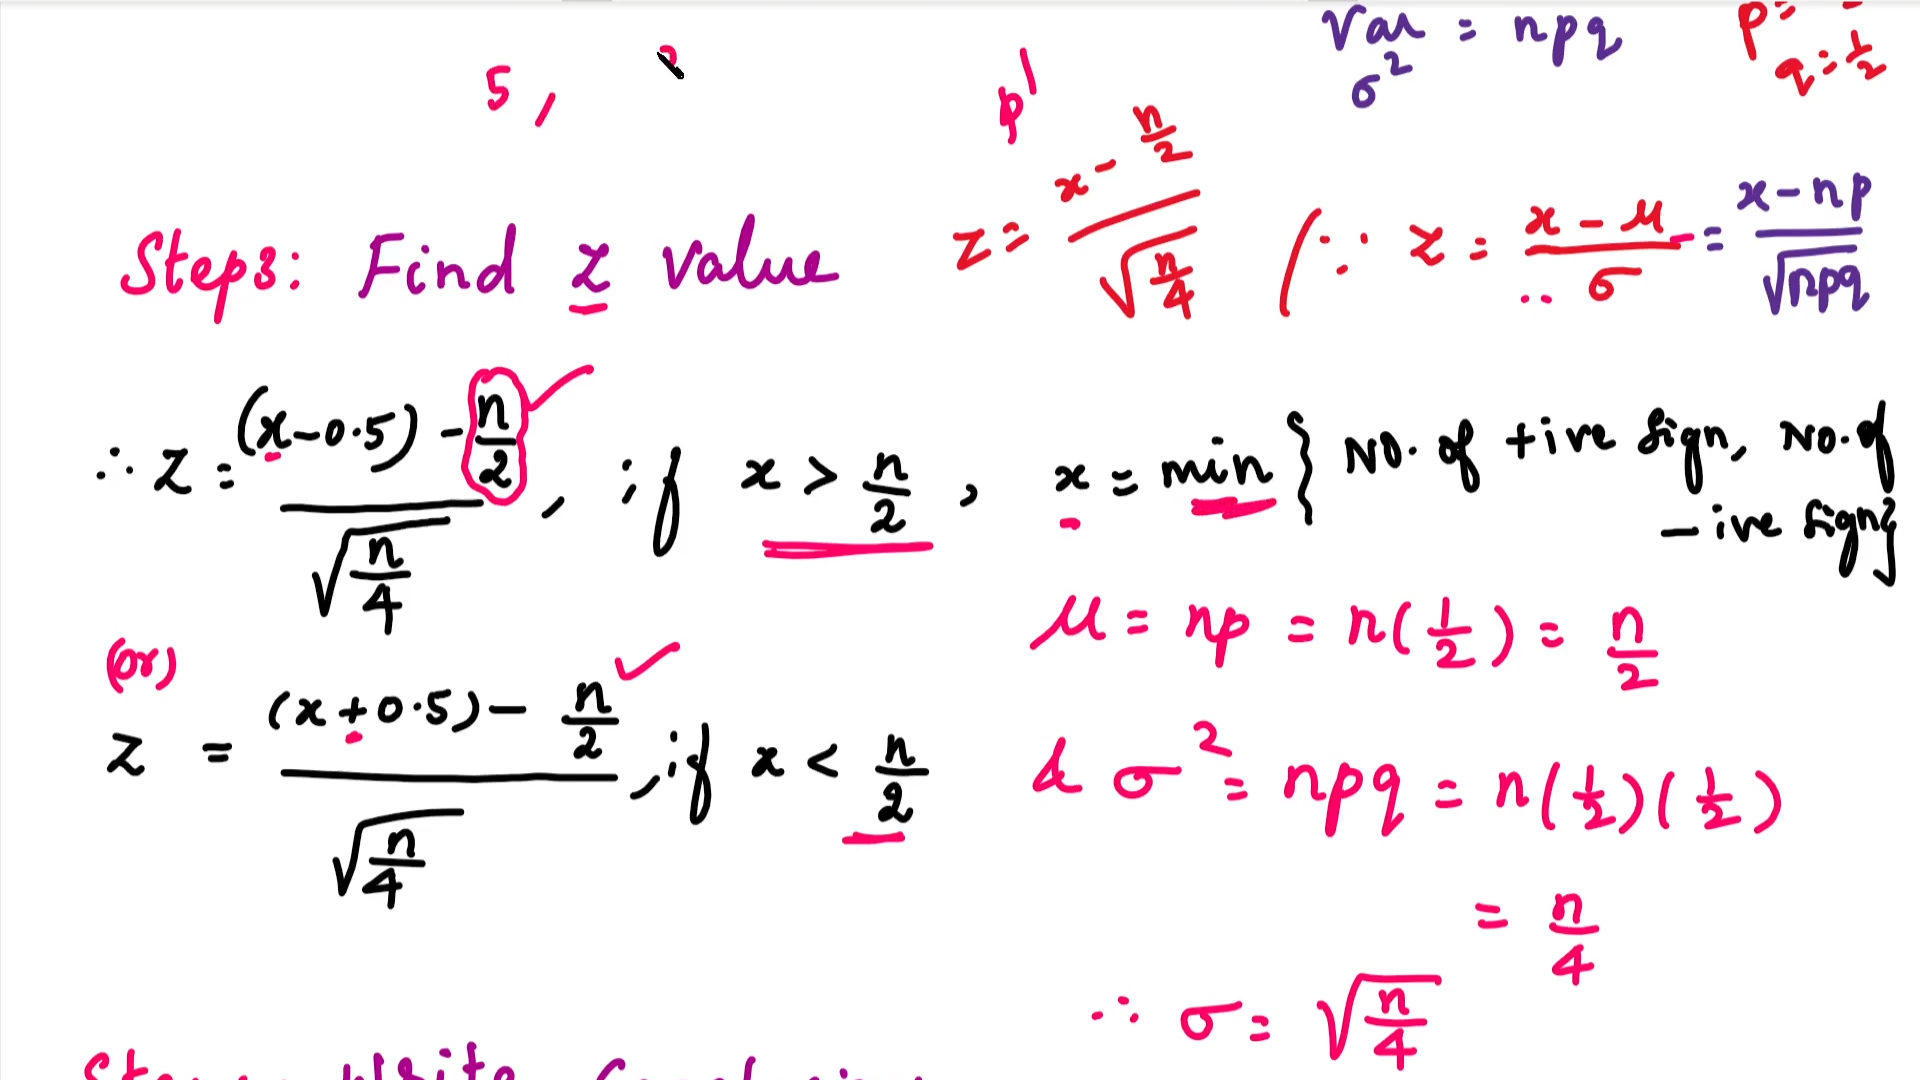 Var = npq
σ²
p=
q=1/2
5,
p'
Step3: Find z value
z = (x - n/2)/√(n/4)
(∵ z = (x-μ)/σ = (x-np)/√npq
∴ z = ((x-0.5) - n/2)/√(n/4), if x > n/2, x = min { NO. of +ive sign, No. of -ive sign}
(or)
z = ((x+0.5) - n/2)/√(n/4), if x < n/2
μ = np = n(1/2) = n/2
& σ² = npq = n(1/2)(1/2)
= n/4
∴ σ = √(n/4)